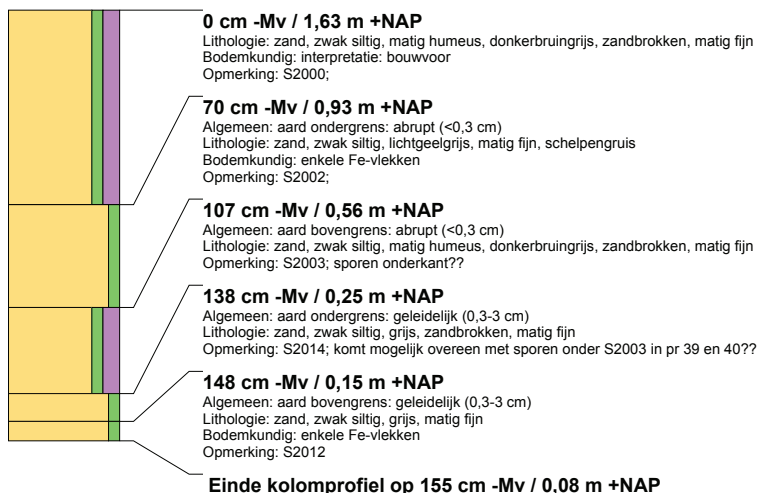 0 cm -Mv / 1,63 m +NAP
Lithologie: zand, zwak siltig, matig humeus, donkerbruingrijs, zandbrokken, matig fijn
Bodemkundig: interpretatie: bouwvoor
Opmerking: S2000;
70 cm -Mv / 0,93 m +NAP
Algemeen: aard ondergrens: abrupt (<0,3 cm)
Lithologie: zand, zwak siltig, lichtgeelgrijs, matig fijn, schelpengruis
Bodemkundig: enkele Fe-vlekken
Opmerking: S2002;
107 cm -Mv / 0,56 m +NAP
Algemeen: aard bovengrens: abrupt (<0,3 cm)
Lithologie: zand, zwak siltig, matig humeus, donkerbruingrijs, zandbrokken, matig fijn
Opmerking: S2003; sporen onderkant??
138 cm -Mv / 0,25 m +NAP
Algemeen: aard ondergrens: geleidelijk (0,3-3 cm)
Lithologie: zand, zwak siltig, grijs, zandbrokken, matig fijn
Opmerking: S2014; komt mogelijk overeen met sporen onder S2003 in pr 39 en 40??
148 cm -Mv / 0,15 m +NAP
Algemeen: aard bovengrens: geleidelijk (0,3-3 cm)
Lithologie: zand, zwak siltig, grijs, matig fijn
Bodemkundig: enkele Fe-vlekken
Opmerking: S2012
Einde kolomprofiel op 155 cm -Mv / 0,08 m +NAP